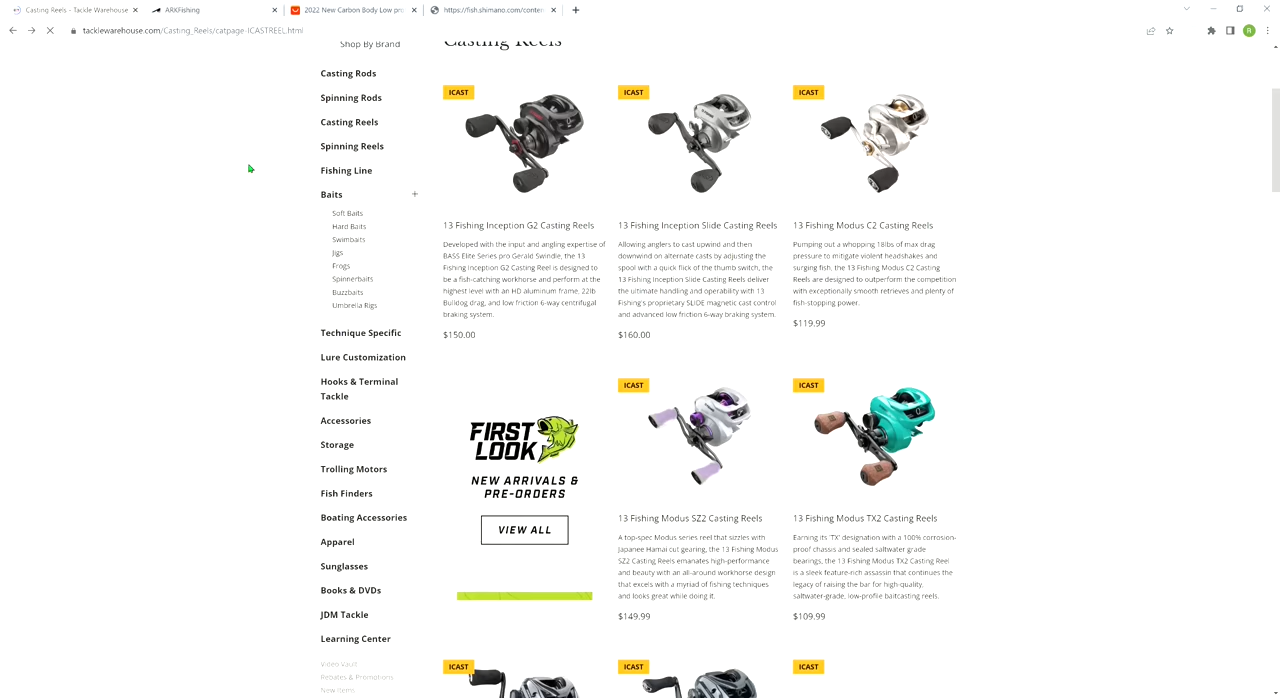 Casting Reels - Tackle Warehouse
ARKFishing
2022 New Carbon Body Low pro
https://fish.shimano.com/conten
tacklewarehouse.com/Casting_Reels/catpage-ICASTREEL.html
R
Shop By Brand
Casting Rods
Spinning Rods
Casting Reels
Spinning Reels
Fishing Line
Baits
Soft Baits
Hard Baits
Swimbaits
Jigs
Frogs
Spinnerbaits
Buzzbaits
Umbrella Rigs
Technique Specific
Lure Customization
Hooks & Terminal
Tackle
Accessories
Storage
Trolling Motors
Fish Finders
Boating Accessories
Apparel
Sunglasses
Books & DVDs
JDM Tackle
Learning Center
Video Vault
Rebates & Promotions
New Items
Casting Reels
ICAST
13 Fishing Inception G2 Casting Reels
Developed with the input and angling expertise of
BASS Elite Series pro Gerald Swindle, the 13
Fishing Inception G2 Casting Reel is designed to
be a fish-catching workhorse and perform at the
highest level with an HD aluminum frame, 22lb
Bulldog drag, and low friction 6-way centrifugal
braking system.
$150.00
ICAST
13 Fishing Inception Slide Casting Reels
Allowing anglers to cast upwind and then
downwind on alternate casts by adjusting the
spool with a quick flick of the thumb switch, the
13 Fishing Inception Slide Casting Reels deliver
the ultimate handling and operability with 13
Fishing's proprietary SLIDE magnetic cast control
and advanced low friction 6-way braking system.
$160.00
ICAST
13 Fishing Modus C2 Casting Reels
Pumping out a whopping 18lbs of max drag
pressure to mitigate violent headshakes and
surging fish, the 13 Fishing Modus C2 Casting
Reels are designed to outperform the competition
with exceptionally smooth retrieves and plenty of
fish-stopping power.
$119.99
FIRST
LOOK
NEW ARRIVALS &
PRE-ORDERS
VIEW ALL
ICAST
13 Fishing Modus SZ2 Casting Reels
A top-spec Modus series reel that sizzles with
Japanee Hamai cut gearing, the 13 Fishing Modus
SZ2 Casting Reels emanates high-performance
and beauty with an all-around workhorse design
that excels with a myriad of fishing techniques
and looks great while doing it.
$149.99
ICAST
13 Fishing Modus TX2 Casting Reels
Earning its 'TX' designation with a 100% corrosion-
proof chassis and sealed saltwater grade
bearings, the 13 Fishing Modus TX2 Casting Reel
is a sleek feature-rich assassin that continues the
legacy of raising the bar for high quality,
saltwater-grade, low-profile baitcasting reels.
$109.99
ICAST
ICAST
ICAST